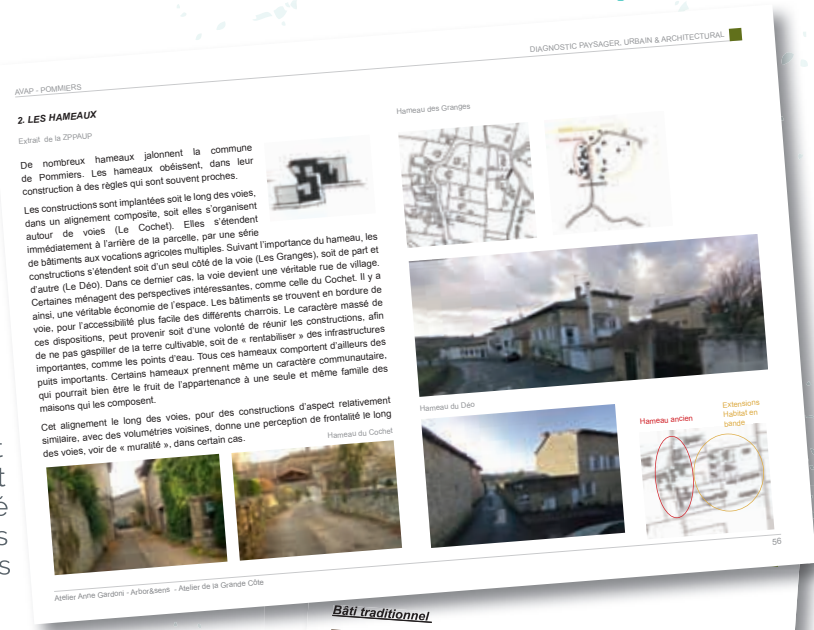 DIAGNOSTIC PAYSAGER, URBAIN & ARCHITECTURAL
AVAP - POMMIERS
2. LES HAMEAUX
Extrait de la ZPPAUP
De nombreux hameaux jalonnent la commune
de Pommiers. Les hameaux obéissent, dans leur
construction à des règles qui sont souvent proches.
Les constructions sont implantées soit le long des voies,
dans un alignement composite, soit elles s'organisent
autour de voies (Le Cochet). Elles s'étendent
immédiatement à l'arrière de la parcelle, par une série
de bâtiments aux vocations agricoles multiples. Suivant l'importance du hameau, les
constructions s'étendent soit d'un seul côté de la voie (Les Granges), soit de part et
d'autre (Le Déo). Dans ce dernier cas, la voie devient une véritable rue de village.
Certaines ménagent des perspectives intéressantes, comme celle du Cochet. Il y a
ainsi, une véritable économie de l'espace. Les bâtiments se trouvent en bordure de
voie, pour l'accessibilité plus facile des différents charrois. Le caractère massé de
ces dispositions, peut provenir soit d'une volonté de réunir les constructions, afin
de ne pas gaspiller de la terre cultivable, soit de « rentabiliser » des infrastructures
importantes, comme les points d'eau. Tous ces hameaux comportent d'ailleurs des
puits importants. Certains hameaux prennent même un caractère communautaire,
qui pourrait bien être le fruit de l'appartenance à une seule et même famille des
maisons qui les composent.
Cet alignement le long des voies, pour des constructions d'aspect relativement
similaire, avec des volumétries voisines, donne une perception de frontalité le long
des voies, voir de « muralité », dans certain cas.
Hameau du Cochet
Hameau des Granges
Hameau du Déo
Hameau ancien
Extensions
Habitat en
bande
56
Atelier Anne Gardoni - Arbor&sens - Atelier de la Grande Côte
Bâti traditionnel